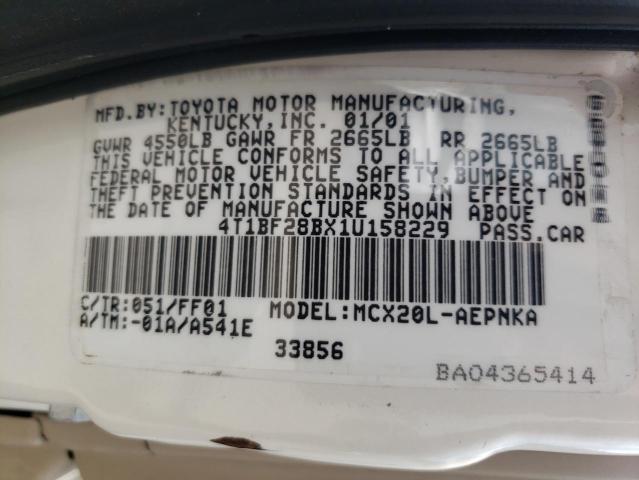 MFD.BY:TOYOTA MOTOR MANUFACTURING,
KENTUCKY,INC. 01/01
GVWR 4550LB GAWR FR 2665LB RR 2665LB
THIS VEHICLE CONFORMS TO ALL APPLICABLE
FEDERAL MOTOR VEHICLE SAFETY,BUMPER AND
THEFT PREVENTION STANDARDS IN EFFECT ON
THE DATE OF MANUFACTURE SHOWN ABOVE
4T1BF28BX1U158229 PASS.CAR
C/TR:051/FF01 MODEL:MCX20L-AEPNKA
A/TM:-01A/A541E
33856
BA04365414